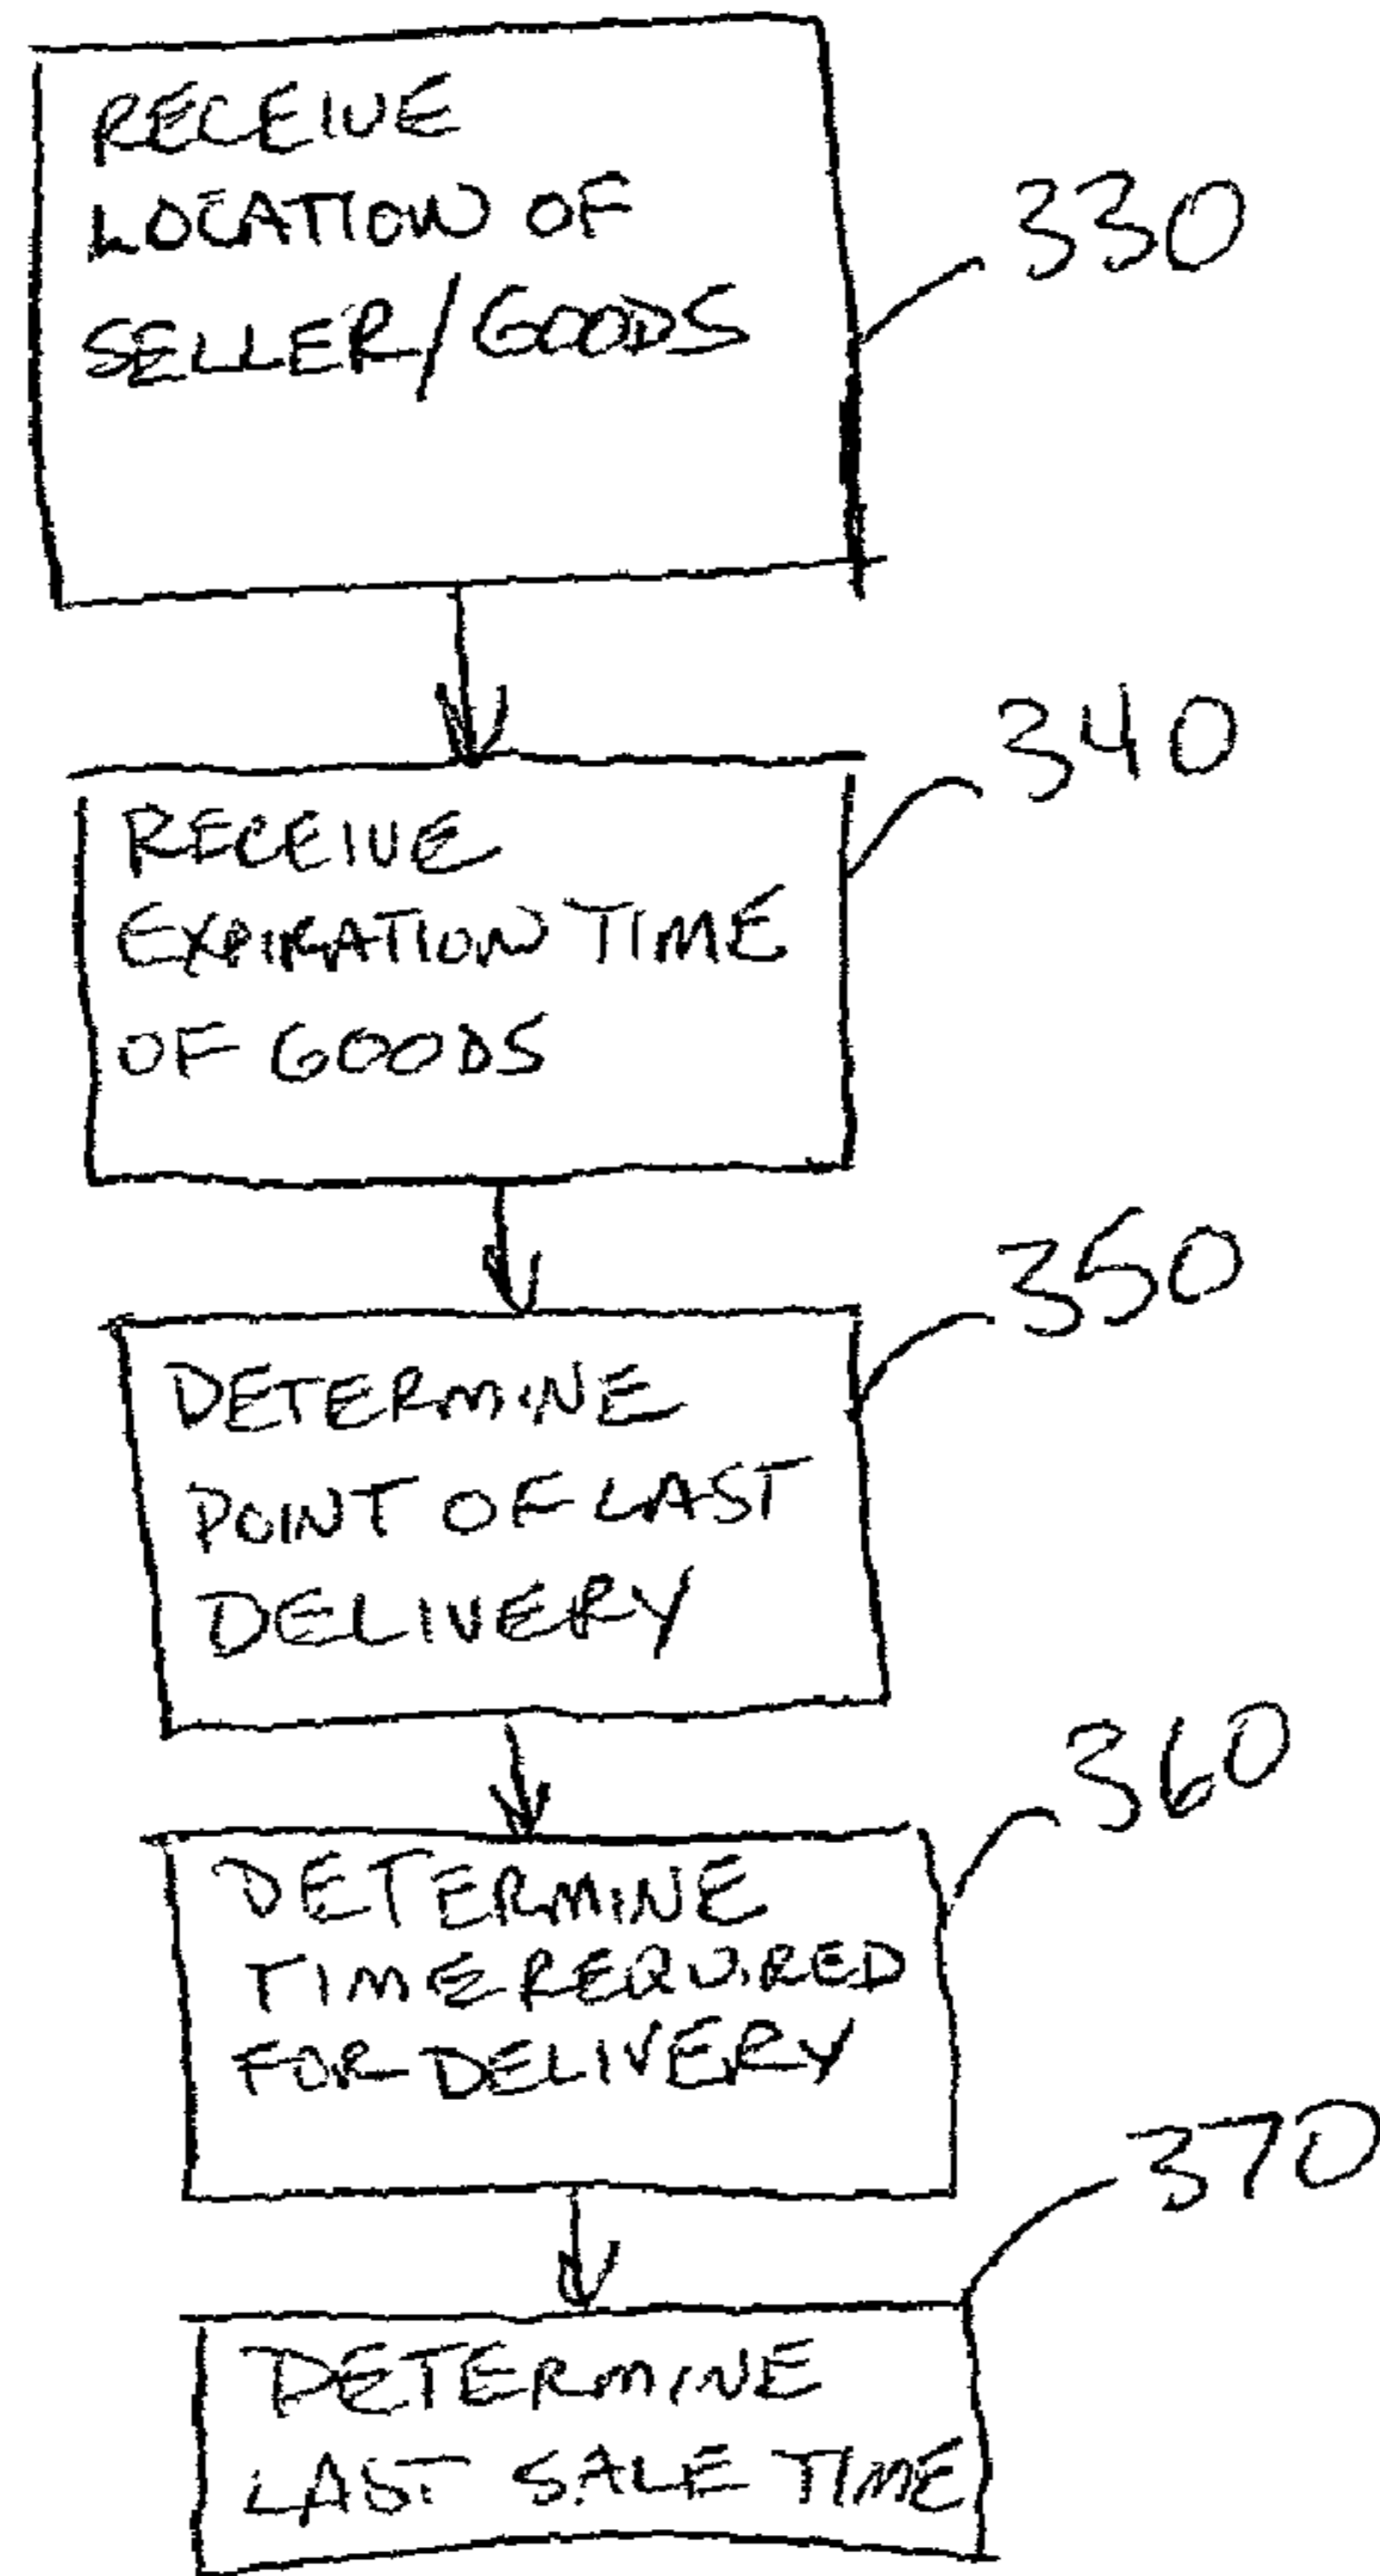 RECEIVE
LOCATION OF
SELLER/GOODS
330
RECEIVE
EXPIRATION TIME
OF GOODS
340
DETERMINE
POINT OF LAST
DELIVERY
350
DETERMINE
TIME REQUIRED
FOR DELIVERY
360
DETERMINE
LAST SALE TIME
370